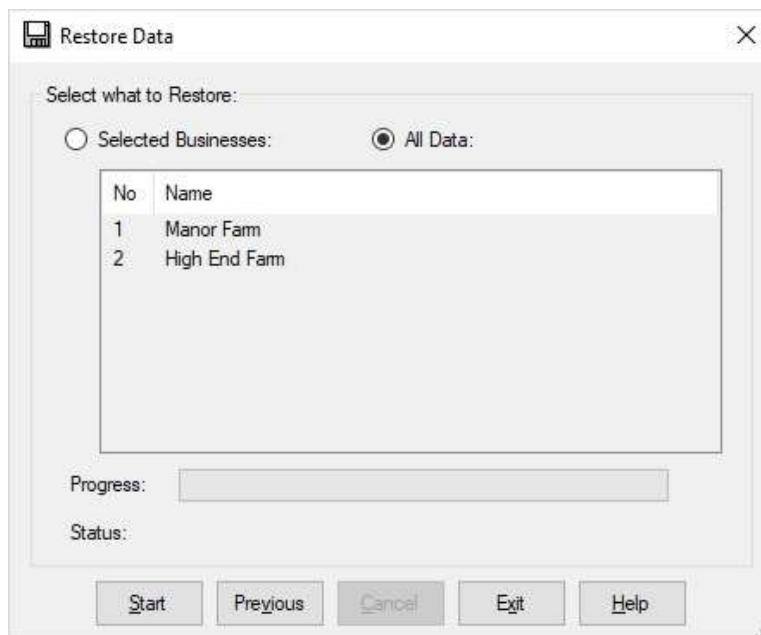 Restore Data
Select what to Restore:
Selected Businesses: All Data:
No Name
1 Manor Farm
2 High End Farm
Progress:
Status:
Start Previous Cancel Exit Help